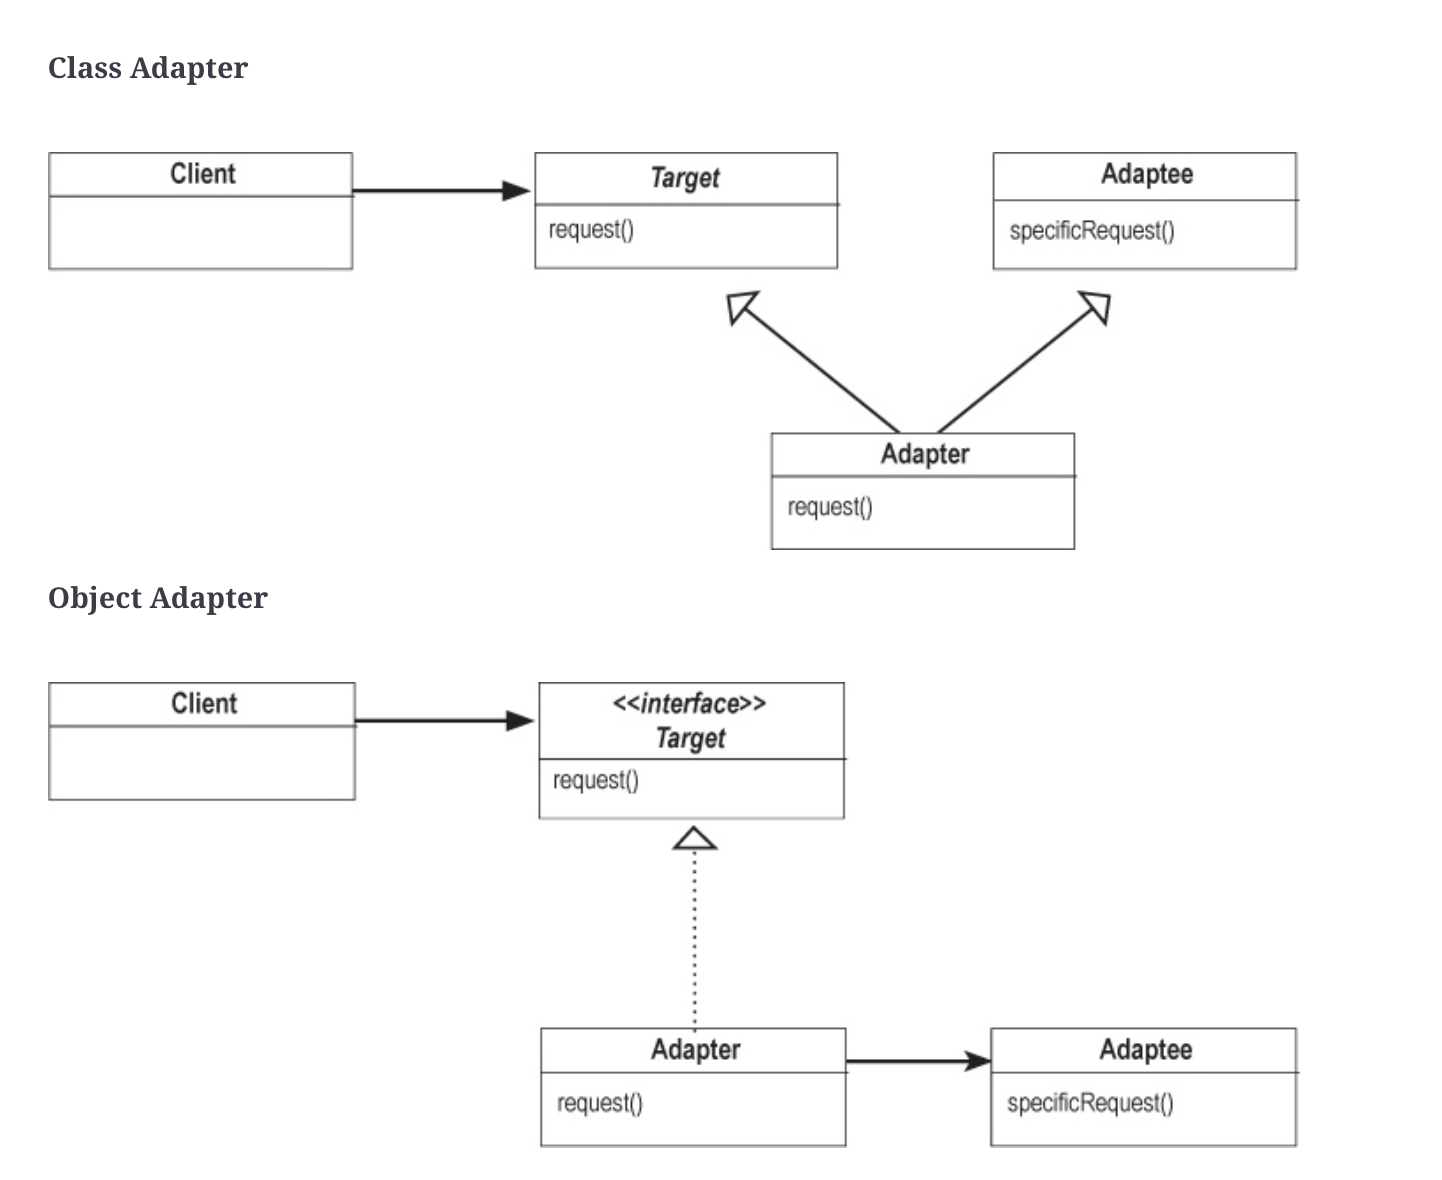 Class Adapter
Client
Target
request()
Adaptee
specificRequest()
Adapter
request()
Object Adapter
Client
<<interface>>
Target
request()
Adapter
request()
Adaptee
specificRequest()